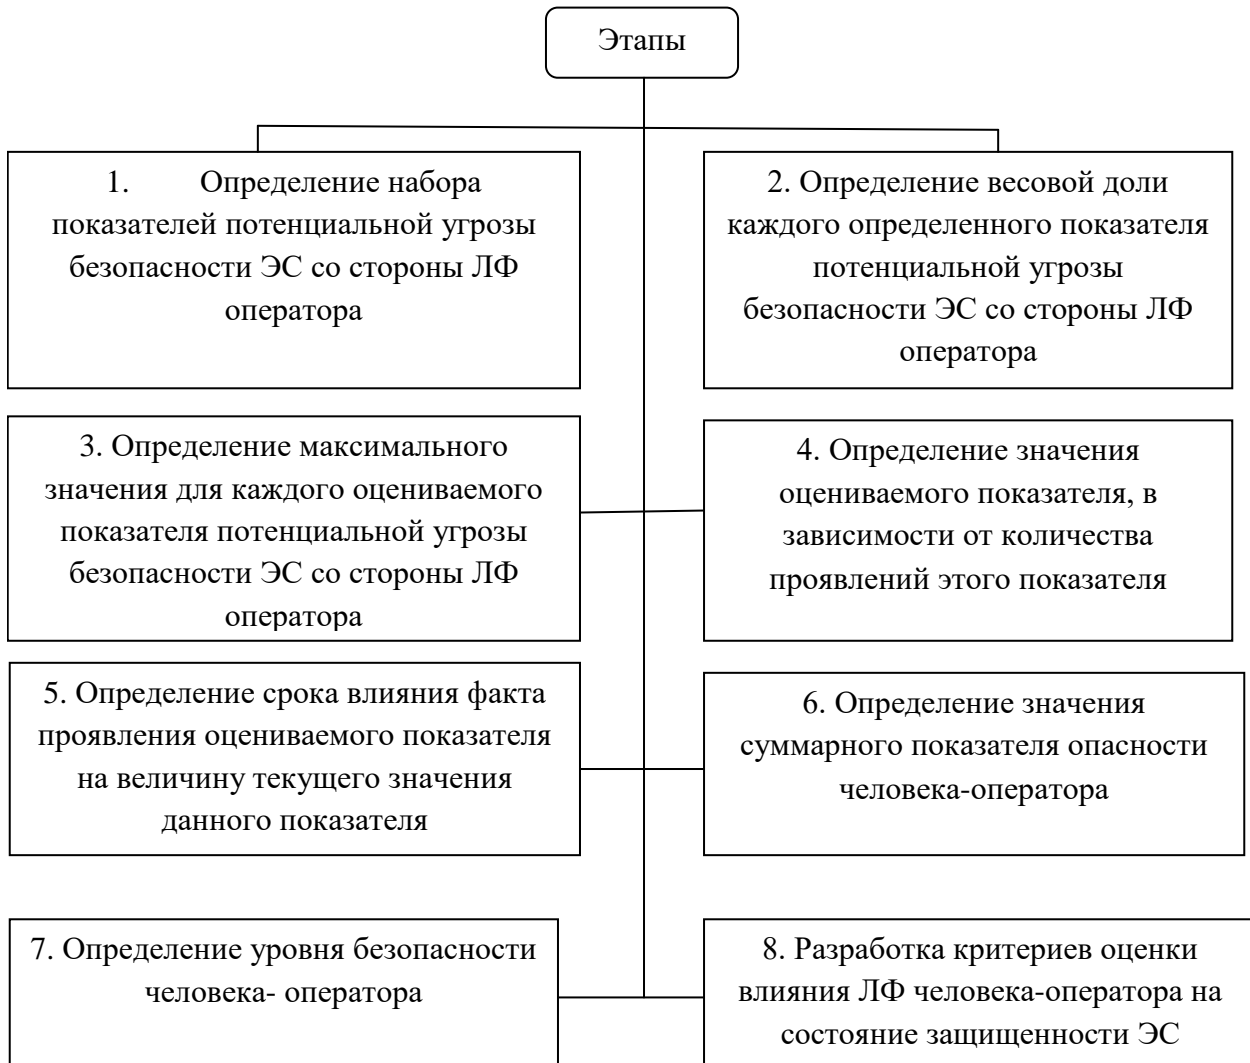 Этапы
1. Определение набора
показателей потенциальной угрозы
безопасности ЭС со стороны ЛФ
оператора
2. Определение весовой доли
каждого определенного показателя
потенциальной угрозы
безопасности ЭС со стороны ЛФ
оператора
3. Определение максимального
значения для каждого оцениваемого
показателя потенциальной угрозы
безопасности ЭС со стороны ЛФ
оператора
4. Определение значения
оцениваемого показателя, в
зависимости от количества
проявлений этого показателя
5. Определение срока влияния факта
проявления оцениваемого показателя
на величину текущего значения
данного показателя
6. Определение значения
суммарного показателя опасности
человека-оператора
7. Определение уровня безопасности
человека- оператора
8. Разработка критериев оценки
влияния ЛФ человека-оператора на
состояние защищенности ЭС